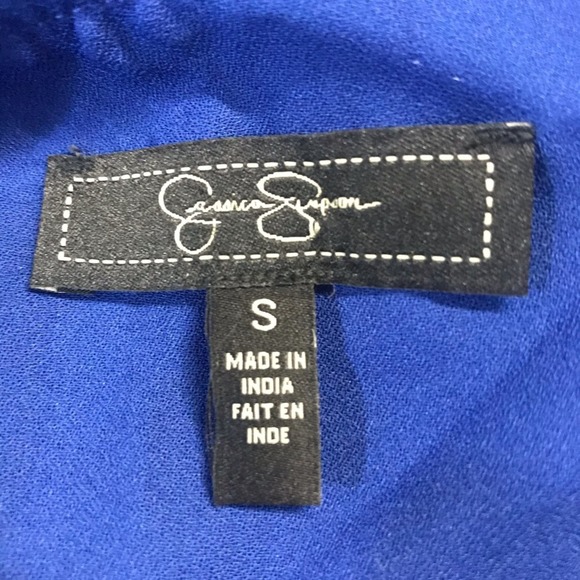 Jessica Simpson
S
MADE IN
INDIA
FAIT EN
INDE